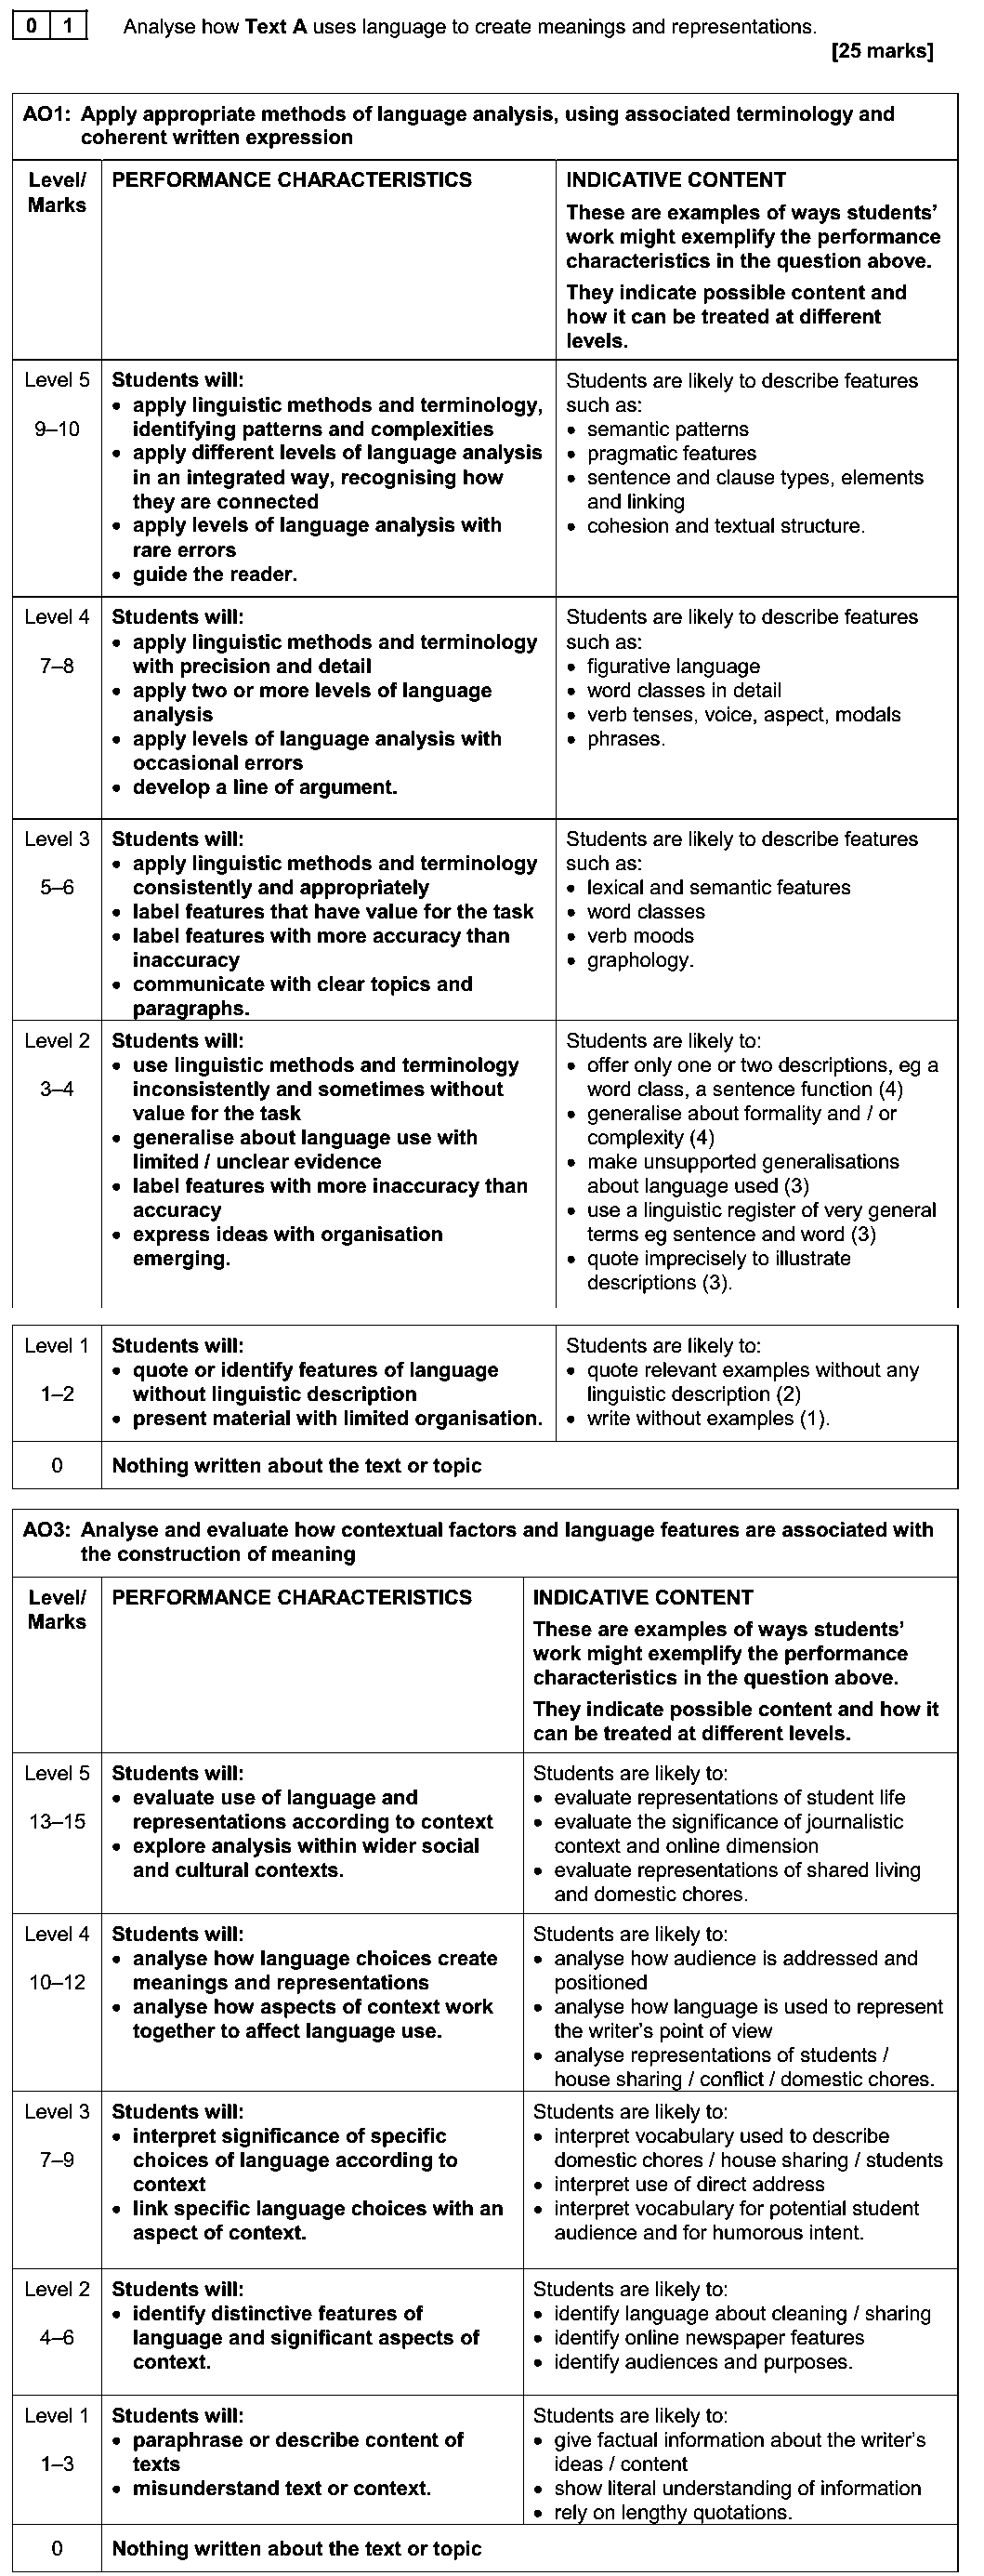 0 1 Analyse how Text A uses language to create meanings and representations.
[25 marks]
AO1: Apply appropriate methods of language analysis, using associated terminology and
coherent written expression
Level/
Marks
PERFORMANCE CHARACTERISTICS
INDICATIVE CONTENT
These are examples of ways students'
work might exemplify the performance
characteristics in the question above.
They indicate possible content and
how it can be treated at different
levels.
Level 5
9–10
Students will:
• apply linguistic methods and terminology,
identifying patterns and complexities
• apply different levels of language analysis
in an integrated way, recognising how
they are connected
• apply levels of language analysis with
rare errors
• guide the reader.
Students are likely to describe features
such as:
• semantic patterns
• pragmatic features
• sentence and clause types, elements
and linking
• cohesion and textual structure.
Level 4
7–8
Students will:
• apply linguistic methods and terminology
with precision and detail
• apply two or more levels of language
analysis
• apply levels of language analysis with
occasional errors
• develop a line of argument.
Students are likely to describe features
such as:
• figurative language
• word classes in detail
• verb tenses, voice, aspect, modals
• phrases.
Level 3
5–6
Students will:
• apply linguistic methods and terminology
consistently and appropriately
• label features that have value for the task
• label features with more accuracy than
inaccuracy
• communicate with clear topics and
paragraphs.
Students are likely to describe features
such as:
• lexical and semantic features
• word classes
• verb moods
• graphology.
Level 2
3–4
Students will:
• use linguistic methods and terminology
inconsistently and sometimes without
value for the task
• generalise about language use with
limited / unclear evidence
• label features with more inaccuracy than
accuracy
• express ideas with organisation
emerging.
Students are likely to:
• offer only one or two descriptions, eg a
word class, a sentence function (4)
• generalise about formality and / or
complexity (4)
• make unsupported generalisations
about language used (3)
• use a linguistic register of very general
terms eg sentence and word (3)
• quote imprecisely to illustrate
descriptions (3).
Level 1
1–2
Students will:
• quote or identify features of language
without linguistic description
• present material with limited organisation.
Students are likely to:
• quote relevant examples without any
linguistic description (2)
• write without examples (1).
0
Nothing written about the text or topic
AO3: Analyse and evaluate how contextual factors and language features are associated with
the construction of meaning
Level/
Marks
PERFORMANCE CHARACTERISTICS
INDICATIVE CONTENT
These are examples of ways students'
work might exemplify the performance
characteristics in the question above.
They indicate possible content and how it
can be treated at different levels.
Level 5
13–15
Students will:
• evaluate use of language and
representations according to context
• explore analysis within wider social
and cultural contexts.
Students are likely to:
• evaluate representations of student life
• evaluate the significance of journalistic
context and online dimension
• evaluate representations of shared living
and domestic chores.
Level 4
10–12
Students will:
• analyse how language choices create
meanings and representations
• analyse how aspects of context work
together to affect language use.
Students are likely to:
• analyse how audience is addressed and
positioned
• analyse how language is used to represent
the writer's point of view
• analyse representations of students /
house sharing / conflict / domestic chores.
Level 3
7–9
Students will:
• interpret significance of specific
choices of language according to
context
• link specific language choices with an
aspect of context.
Students are likely to:
• interpret vocabulary used to describe
domestic chores / house sharing / students
• interpret use of direct address
• interpret vocabulary for potential student
audience and for humorous intent.
Level 2
4–6
Students will:
• identify distinctive features of
language and significant aspects of
context.
Students are likely to:
• identify language about cleaning / sharing
• identify online newspaper features
• identify audiences and purposes.
Level 1
1–3
Students will:
• paraphrase or describe content of
texts
• misunderstand text or context.
Students are likely to:
• give factual information about the writer's
ideas / content
• show literal understanding of information
• rely on lengthy quotations.
0
Nothing written about the text or topic